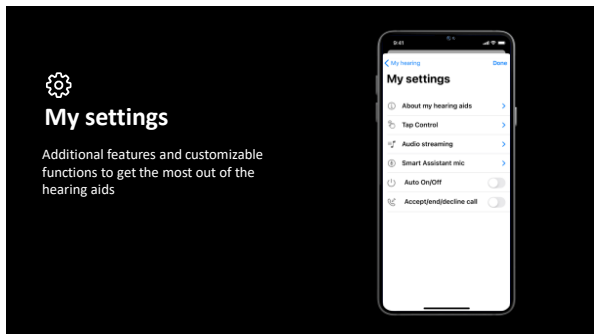 My settings
Additional features and customizable
functions to get the most out of the
hearing aids
9:41
My hearing
Done
My settings
About my hearing aids
Tap Control
Audio streaming
Smart Assistant mic
Auto On/Off
Accept/end/decline call